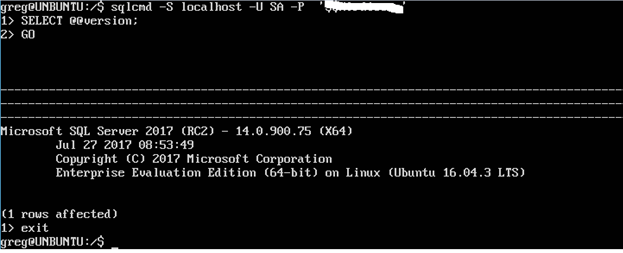 greg@UNBUNTU:/$ sqlcmd -S localhost -U SA -P '
1> SELECT @@version;
2> GO
--------------------------------------------------------------------------------
--------------------------------------------------------------------------------
--------------------------------------------------------------------------------
Microsoft SQL Server 2017 (RC2) - 14.0.900.75 (X64)
Jul 27 2017 08:53:49
Copyright (C) 2017 Microsoft Corporation
Enterprise Evaluation Edition (64-bit) on Linux (Ubuntu 16.04.3 LTS)
(1 rows affected)
1> exit
greg@UNBUNTU:/$ _